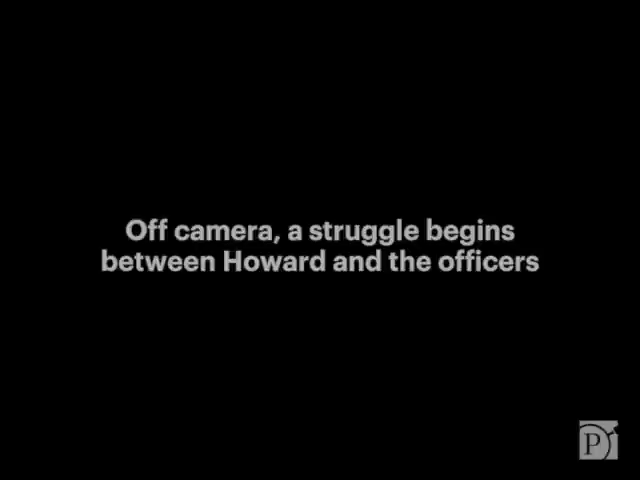 Off camera, a struggle begins
between Howard and the officers
P